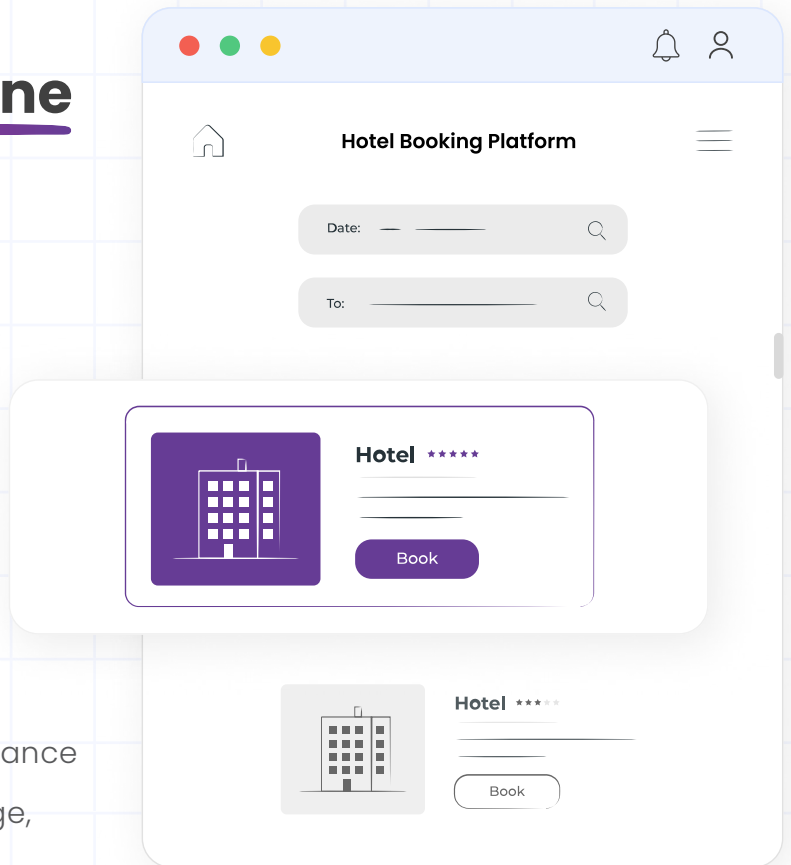 ne
Hotel Booking Platform
Date:
To:
Hotel
Book
Hotel
Book
ance
ge,